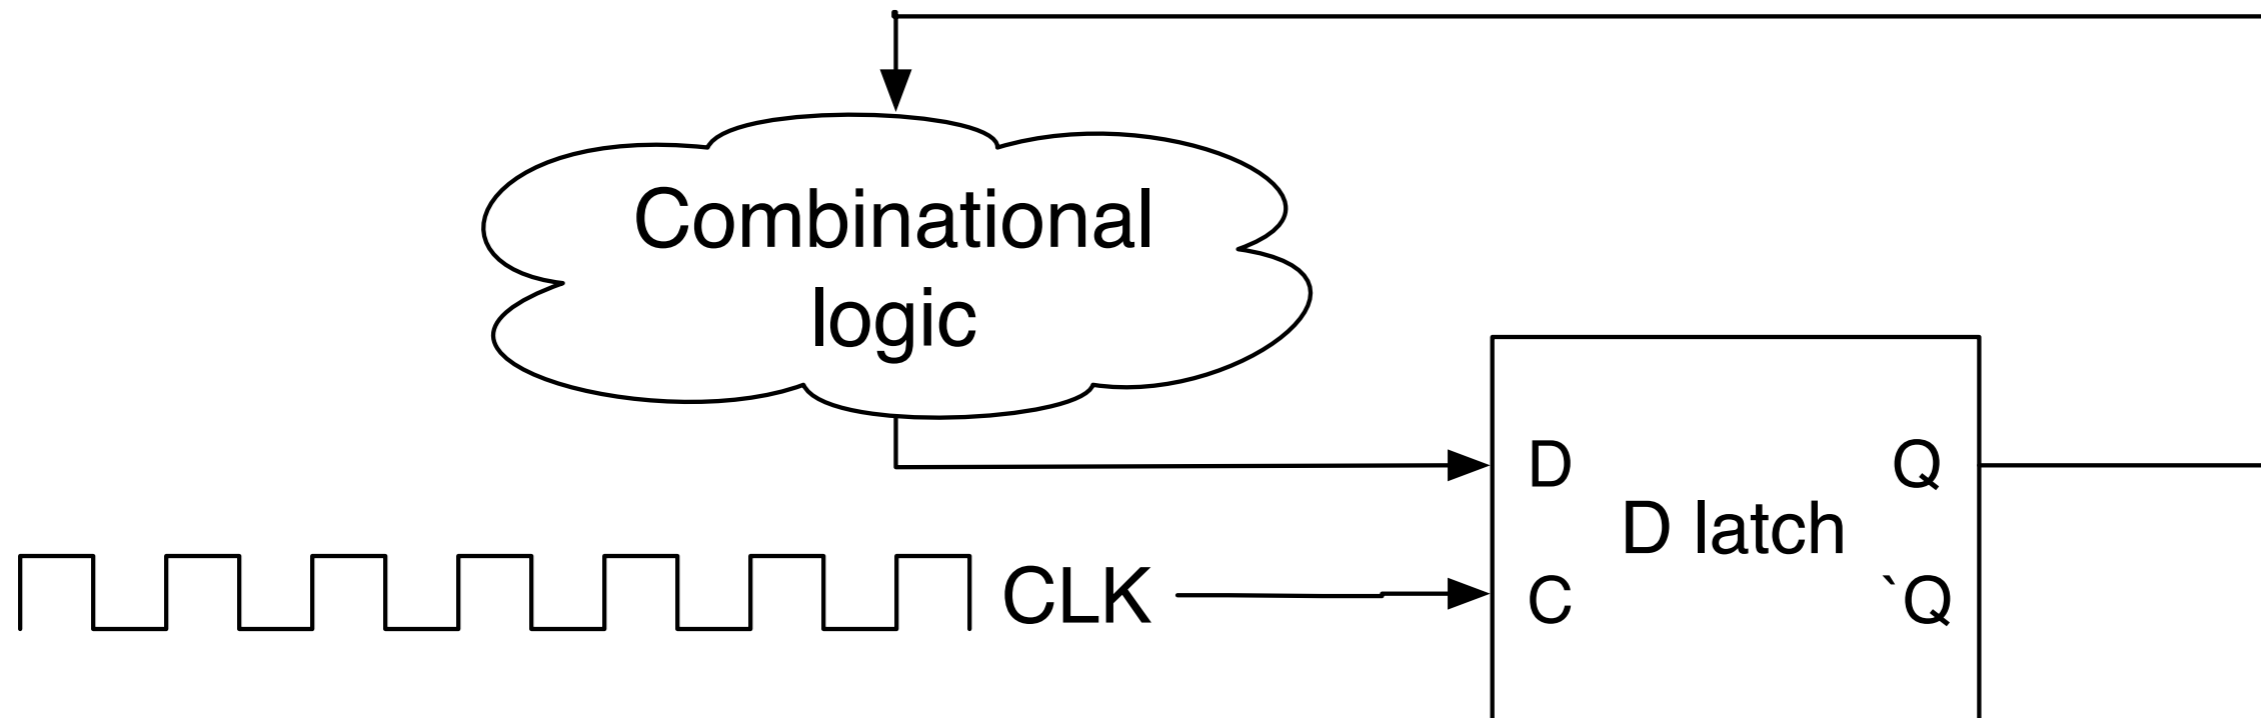 Combinational
logic
D
Q
D latch
CLK
C
`Q